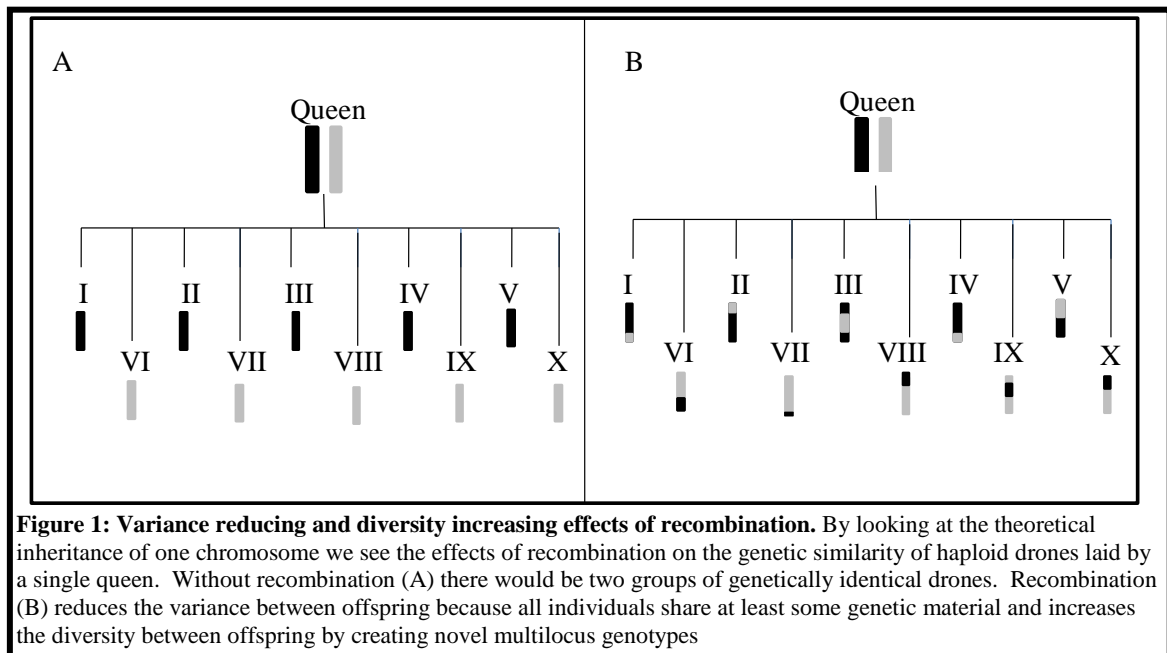 A
Queen
I II III IV V
VI VII VIII IX X
B
Queen
I II III IV V
VI VII VIII IX X
Figure 1: Variance reducing and diversity increasing effects of recombination. By looking at the theoretical
inheritance of one chromosome we see the effects of recombination on the genetic similarity of haploid drones laid by
a single queen. Without recombination (A) there would be two groups of genetically identical drones. Recombination
(B) reduces the variance between offspring because all individuals share at least some genetic material and increases
the diversity between offspring by creating novel multilocus genotypes